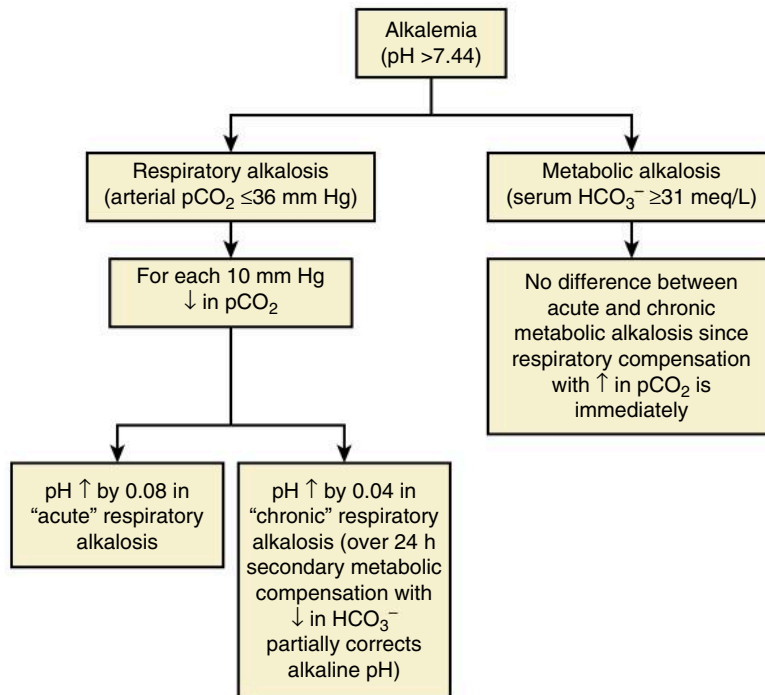 Alkalemia
(pH >7.44)
Respiratory alkalosis
(arterial pCO₂ ≤36 mm Hg)
Metabolic alkalosis
(serum HCO₃⁻ ≥31 meq/L)
For each 10 mm Hg
↓ in pCO₂
No difference between
acute and chronic
metabolic alkalosis since
respiratory compensation
with ↑ in pCO₂ is
immediately
pH ↑ by 0.08 in
“acute” respiratory
alkalosis
pH ↑ by 0.04 in
“chronic” respiratory
alkalosis (over 24 h
secondary metabolic
compensation with
↓ in HCO₃⁻
partially corrects
alkaline pH)